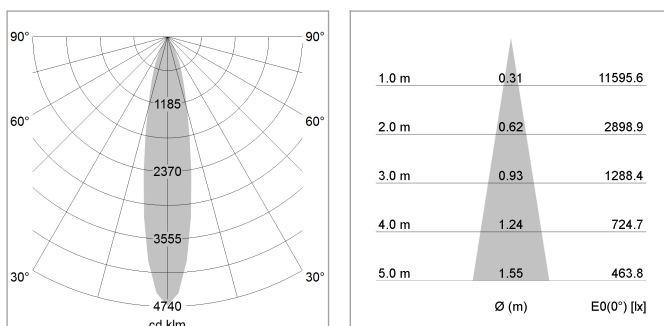 90° 90°
1185
60° 60°
2370
3555
30° 30°
4740
cd klm
1.0 m 0.31 11595.6
2.0 m 0.62 2898.9
3.0 m 0.93 1288.4
4.0 m 1.24 724.7
5.0 m 1.55 463.8
Ø (m) E0(0°) [lx]